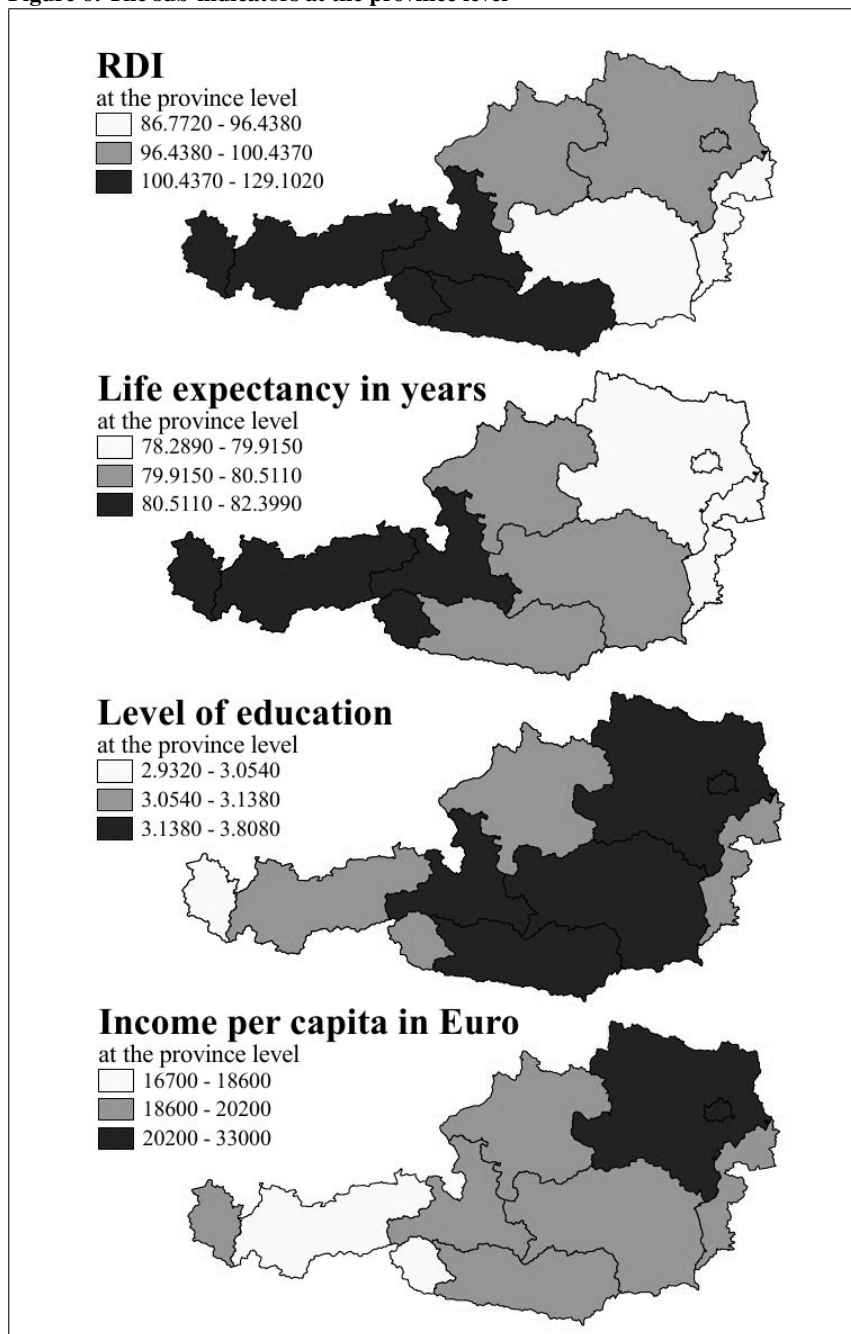 Figure 6: The sub-indicators at the province level
RDI
at the province level
86.7720 - 96.4380
96.4380 - 100.4370
100.4370 - 129.1020
Life expectancy in years
at the province level
78.2890 - 79.9150
79.9150 - 80.5110
80.5110 - 82.3990
Level of education
at the province level
2.9320 - 3.0540
3.0540 - 3.1380
3.1380 - 3.8080
Income per capita in Euro
at the province level
16700 - 18600
18600 - 20200
20200 - 33000